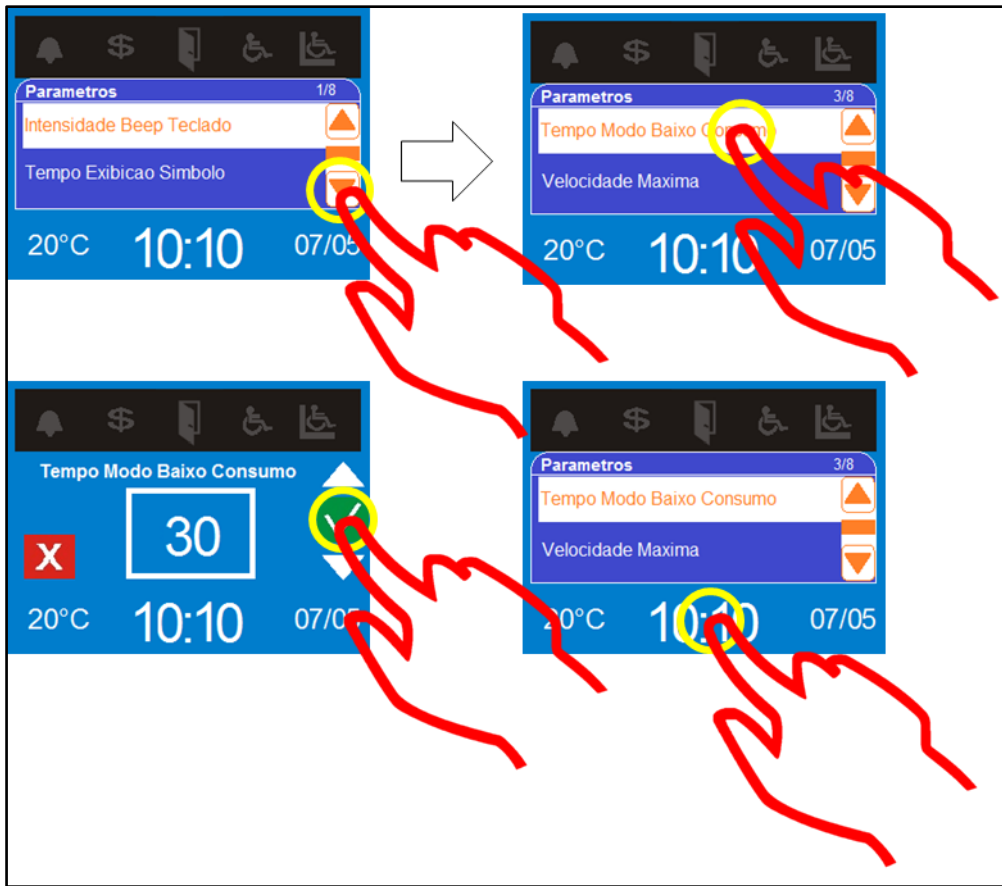 Parametros 1/8
Intensidade Beep Teclado
Tempo Exibicao Simbolo
20°C 10:10 07/05
Parametros 3/8
Tempo Modo Baixo Consumo
Velocidade Maxima
20°C 10:10 07/05
Tempo Modo Baixo Consumo
30
X
20°C 10:10 07/05
Parametros 3/8
Tempo Modo Baixo Consumo
Velocidade Maxima
20°C 10:10 07/05